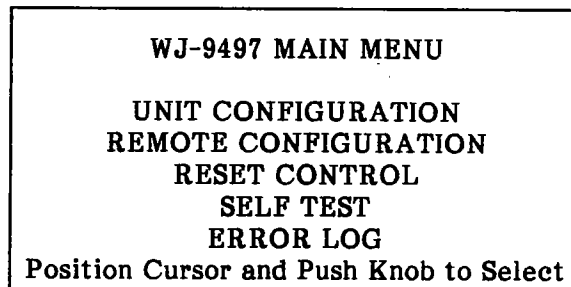 WJ-9497 MAIN MENU
UNIT CONFIGURATION
REMOTE CONFIGURATION
RESET CONTROL
SELF TEST
ERROR LOG
Position Cursor and Push Knob to Select